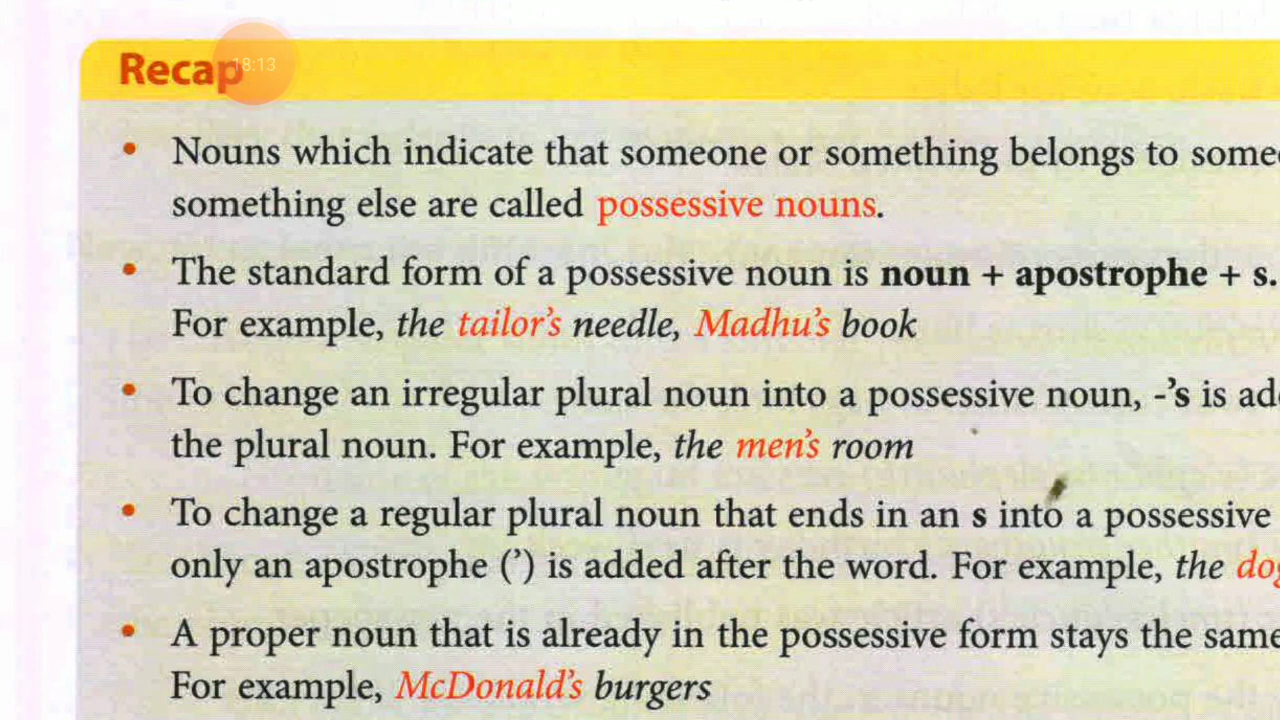 Recap
18:13
• Nouns which indicate that someone or something belongs to some
something else are called possessive nouns.
• The standard form of a possessive noun is noun + apostrophe + s.
For example, the tailor's needle, Madhu's book
• To change an irregular plural noun into a possessive noun, -'s is ad
the plural noun. For example, the men's room
• To change a regular plural noun that ends in an s into a possessive
only an apostrophe (') is added after the word. For example, the dog
• A proper noun that is already in the possessive form stays the same
For example, McDonald's burgers